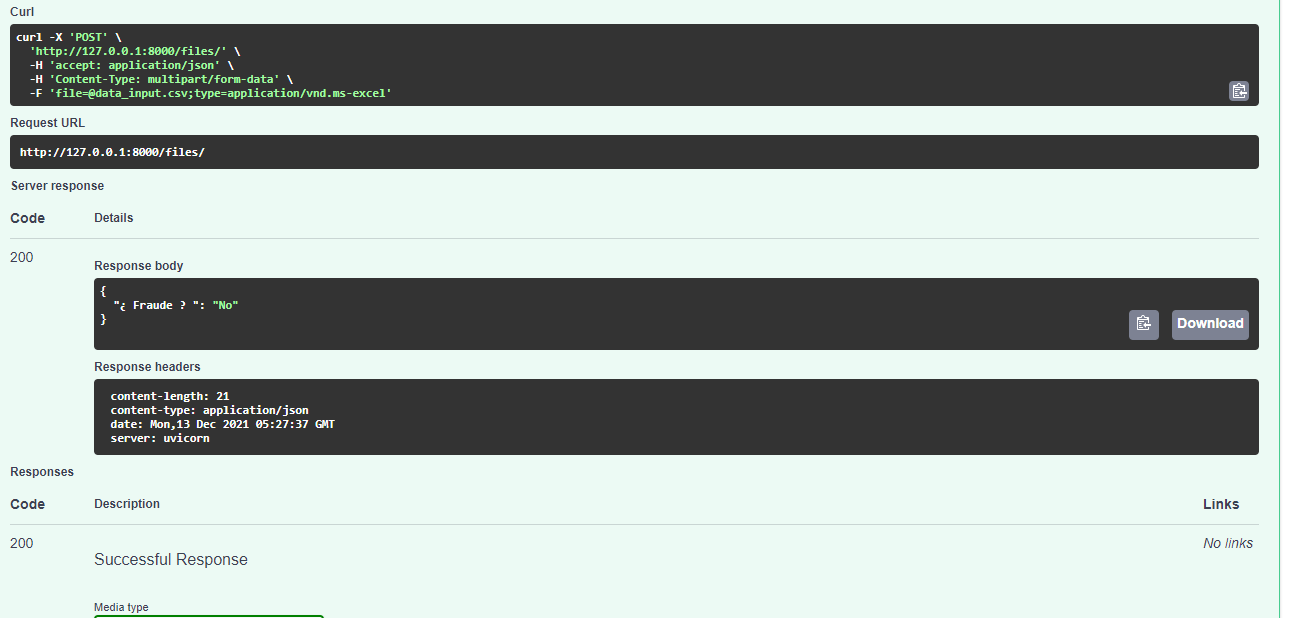 Curl
curl -X 'POST' \
  'http://127.0.0.1:8000/files/' \
  -H 'accept: application/json' \
  -H 'Content-Type: multipart/form-data' \
  -F 'file=@data_input.csv;type=application/vnd.ms-excel'
Request URL
http://127.0.0.1:8000/files/
Server response
Code Details
200
Response body
{
  "¿ Fraude ? ": "No"
}
Download
Response headers
content-length: 21
content-type: application/json
date: Mon,13 Dec 2021 05:27:37 GMT
server: uvicorn
Responses
Code Description Links
200 No links
Successful Response
Media type